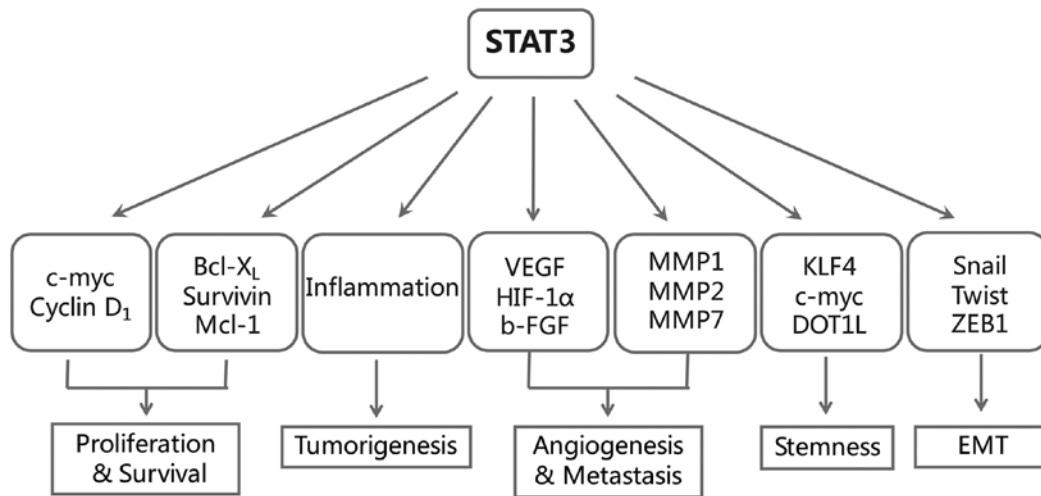 STAT3
c-myc
Cyclin D₁
Bcl-X_L
Survivin
Mcl-1
Inflammation
VEGF
HIF-1α
b-FGF
MMP1
MMP2
MMP7
KLF4
c-myc
DOT1L
Snail
Twist
ZEB1
Proliferation
& Survival
Tumorigenesis
Angiogenesis
& Metastasis
Stemness
EMT